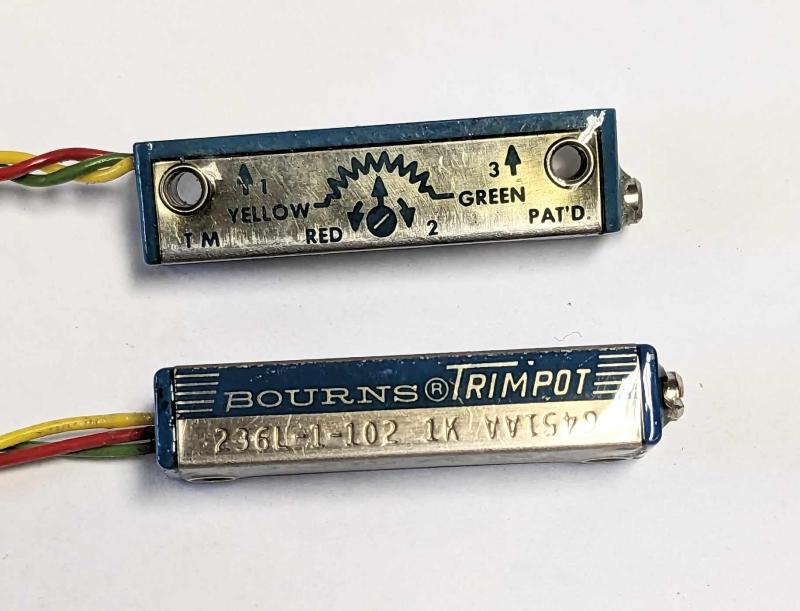 1 3
YELLOW GREEN
T M RED 2 PAT'D.
BOURNS ® TRIMPOT
236L-1-102 1K 6451AA